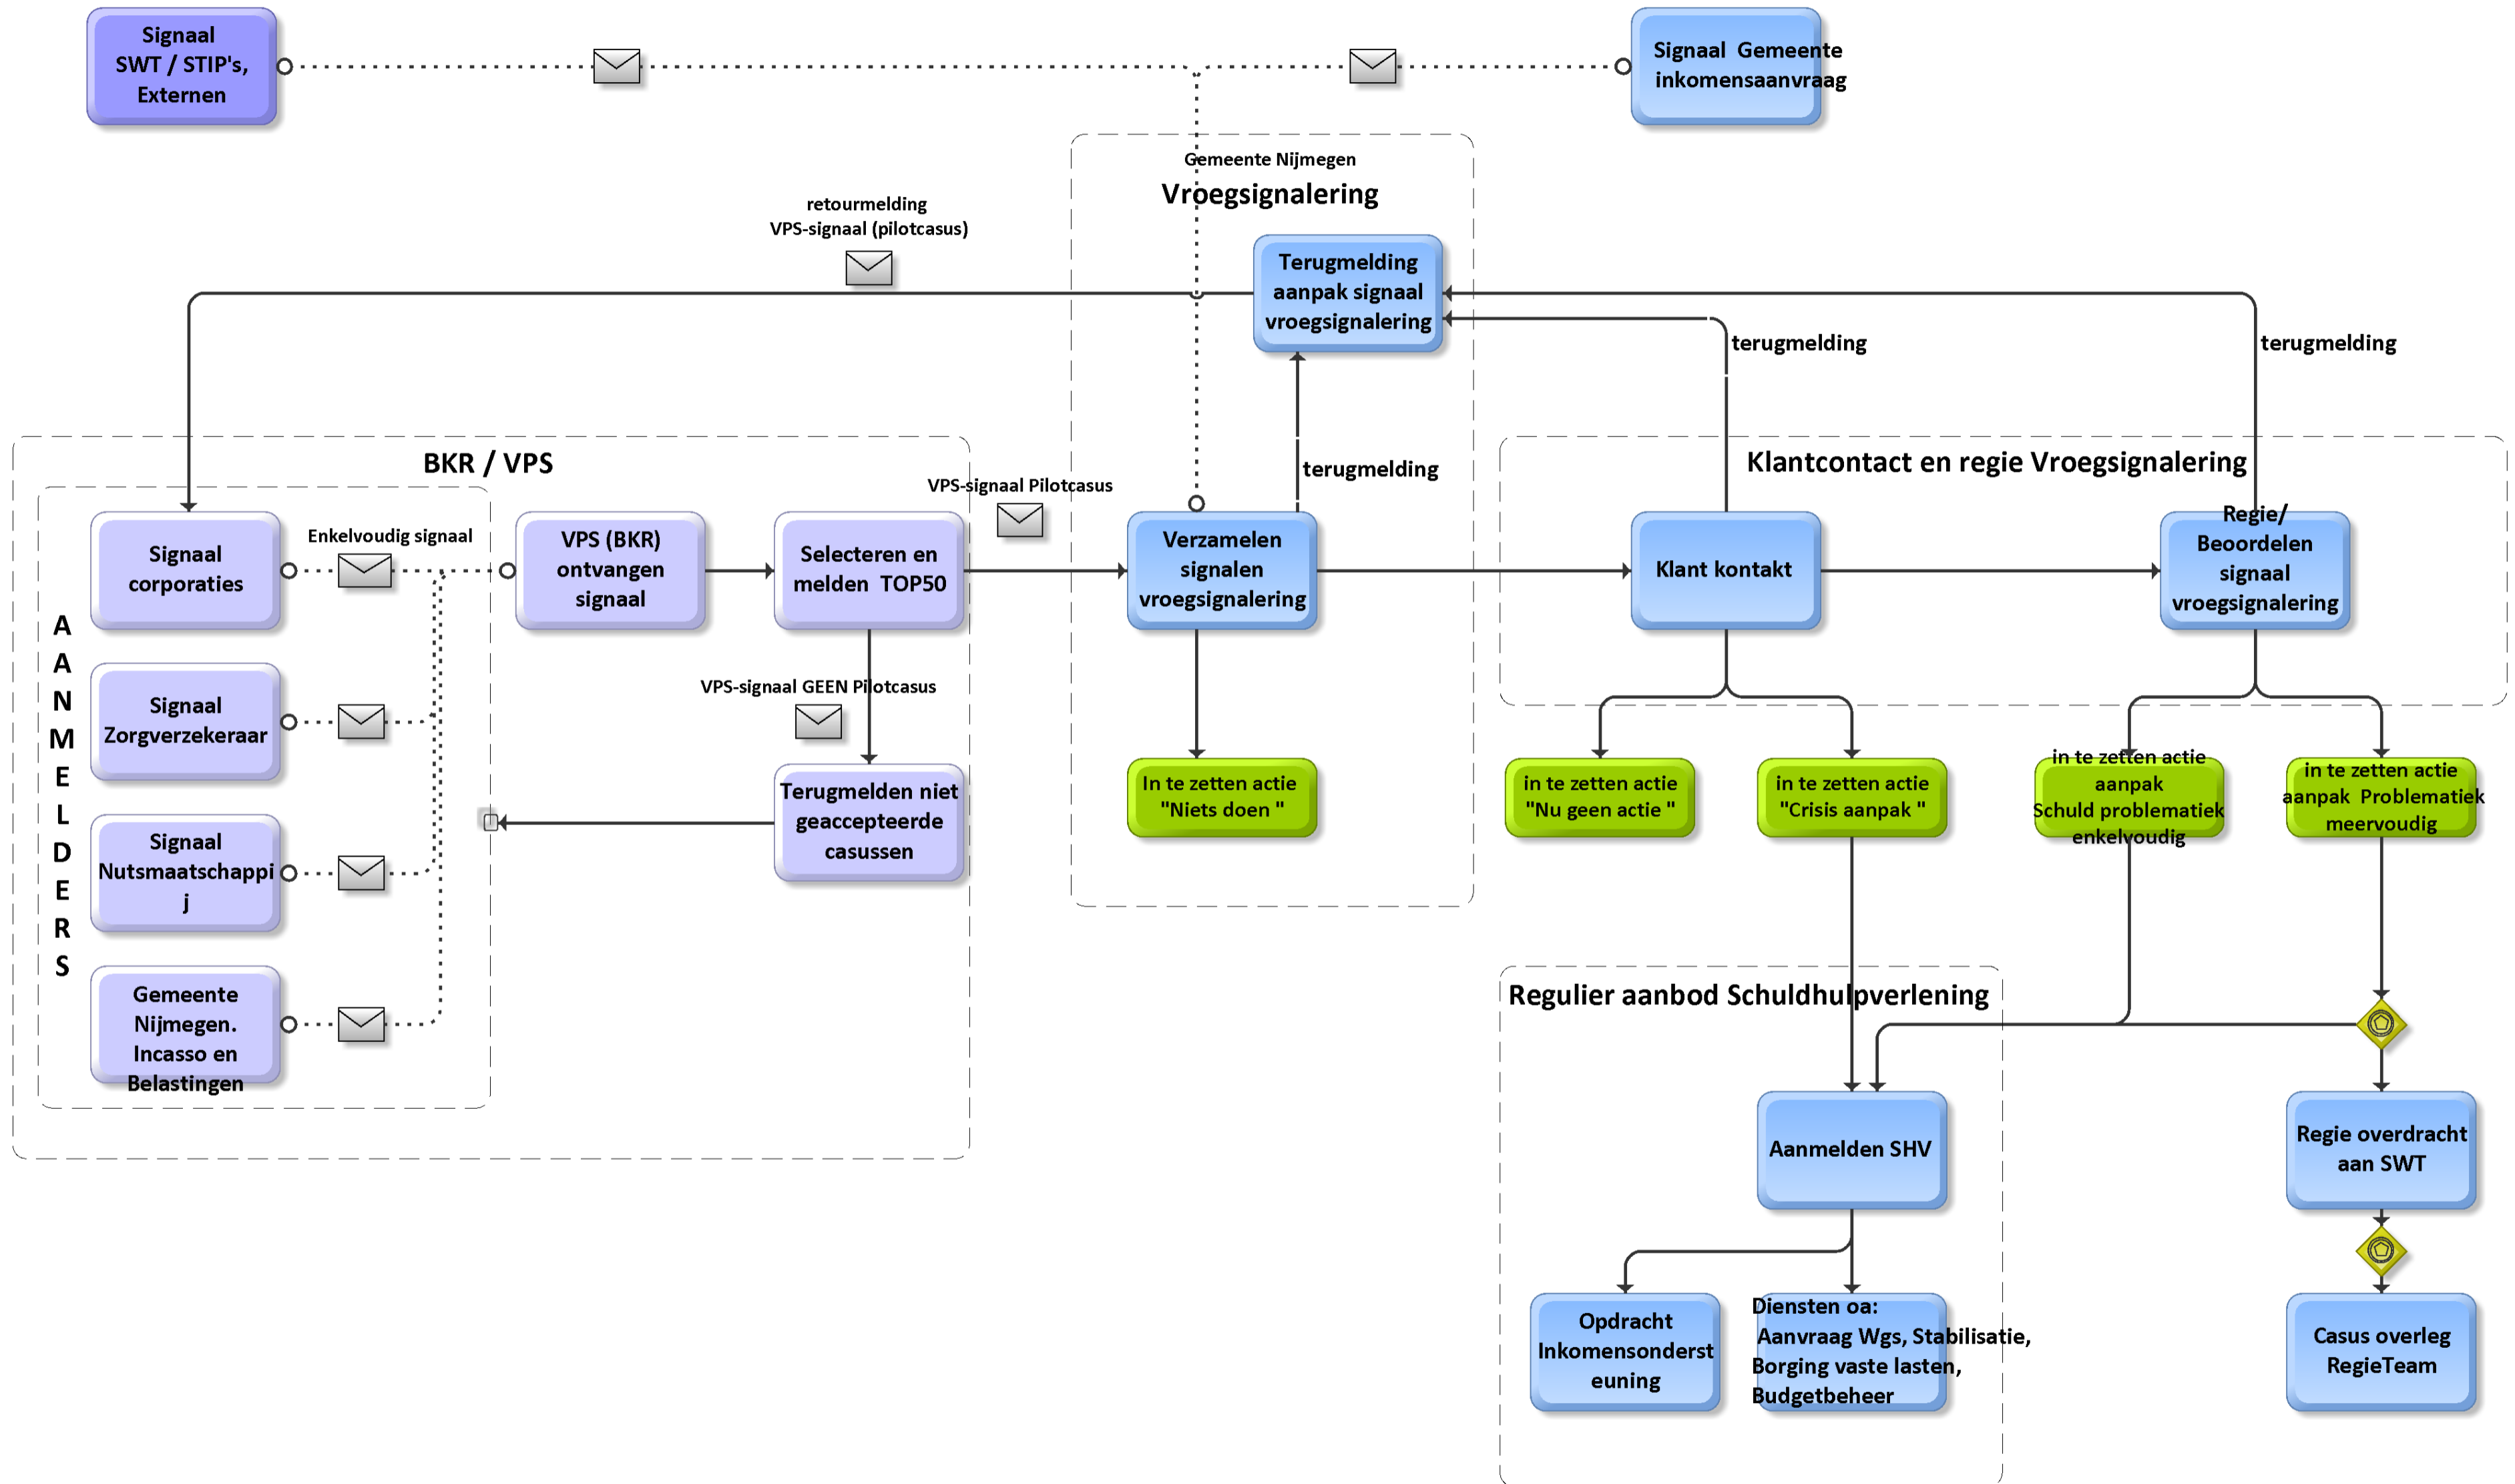 Signaal
SWT / STIP's,
Externen
Signaal  Gemeente
inkomensaanvraag
Gemeente Nijmegen
Vroegsignalering
retourmelding
VPS-signaal (pilotcasus)
Terugmelding
aanpak signaal
vroegsignalering
terugmelding
terugmelding
terugmelding
BKR / VPS
Klantcontact en regie Vroegsignalering
VPS-signaal Pilotcasus
Enkelvoudig signaal
A
A
N
M
E
L
D
E
R
S
Signaal
corporaties
VPS (BKR)
ontvangen
signaal
Selecteren en
melden  TOP50
Verzamelen
signalen
vroegsignalering
Klant kontakt
Regie/
Beoordelen
signaal
vroegsignalering
Signaal
Zorgverzekeraar
VPS-signaal GEEN Pilotcasus
Signaal
Nutsmaatschappi
j
Terugmelden niet
geaccepteerde
casussen
In te zetten actie
"Niets doen "
in te zetten actie
"Nu geen actie "
in te zetten actie
"Crisis aanpak "
in te zetten actie
aanpak
Schuld problematiek
enkelvoudig
in te zetten actie
aanpak  Problematiek
meervoudig
Gemeente
Nijmegen.
Incasso en
Belastingen
Regulier aanbod Schuldhulpverlening
Aanmelden SHV
Regie overdracht
aan SWT
Opdracht
Inkomensonderst
euning
Diensten oa:
Aanvraag Wgs, Stabilisatie,
Borging vaste lasten,
Budgetbeheer
Casus overleg
RegieTeam